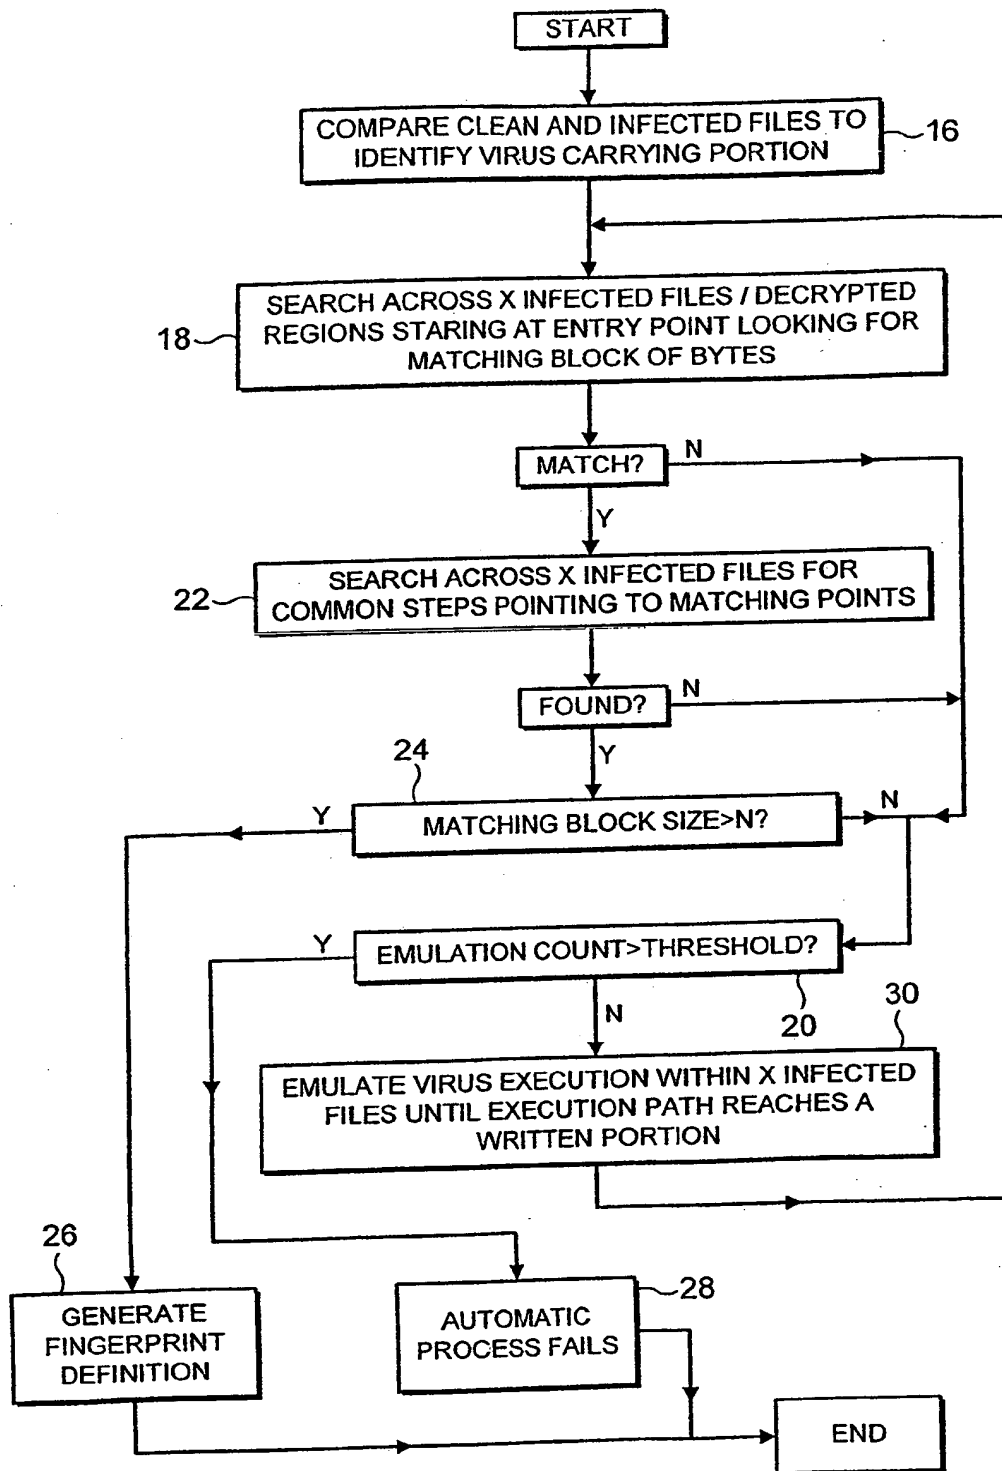 START
COMPARE CLEAN AND INFECTED FILES TO
IDENTIFY VIRUS CARRYING PORTION
16
SEARCH ACROSS X INFECTED FILES / DECRYPTED
REGIONS STARING AT ENTRY POINT LOOKING FOR
MATCHING BLOCK OF BYTES
18
MATCH?
N
Y
SEARCH ACROSS X INFECTED FILES FOR
COMMON STEPS POINTING TO MATCHING POINTS
22
FOUND?
N
Y
24
MATCHING BLOCK SIZE>N?
Y
N
EMULATION COUNT>THRESHOLD?
Y
20
N
30
EMULATE VIRUS EXECUTION WITHIN X INFECTED
FILES UNTIL EXECUTION PATH REACHES A
WRITTEN PORTION
26
GENERATE
FINGERPRINT
DEFINITION
28
AUTOMATIC
PROCESS FAILS
END